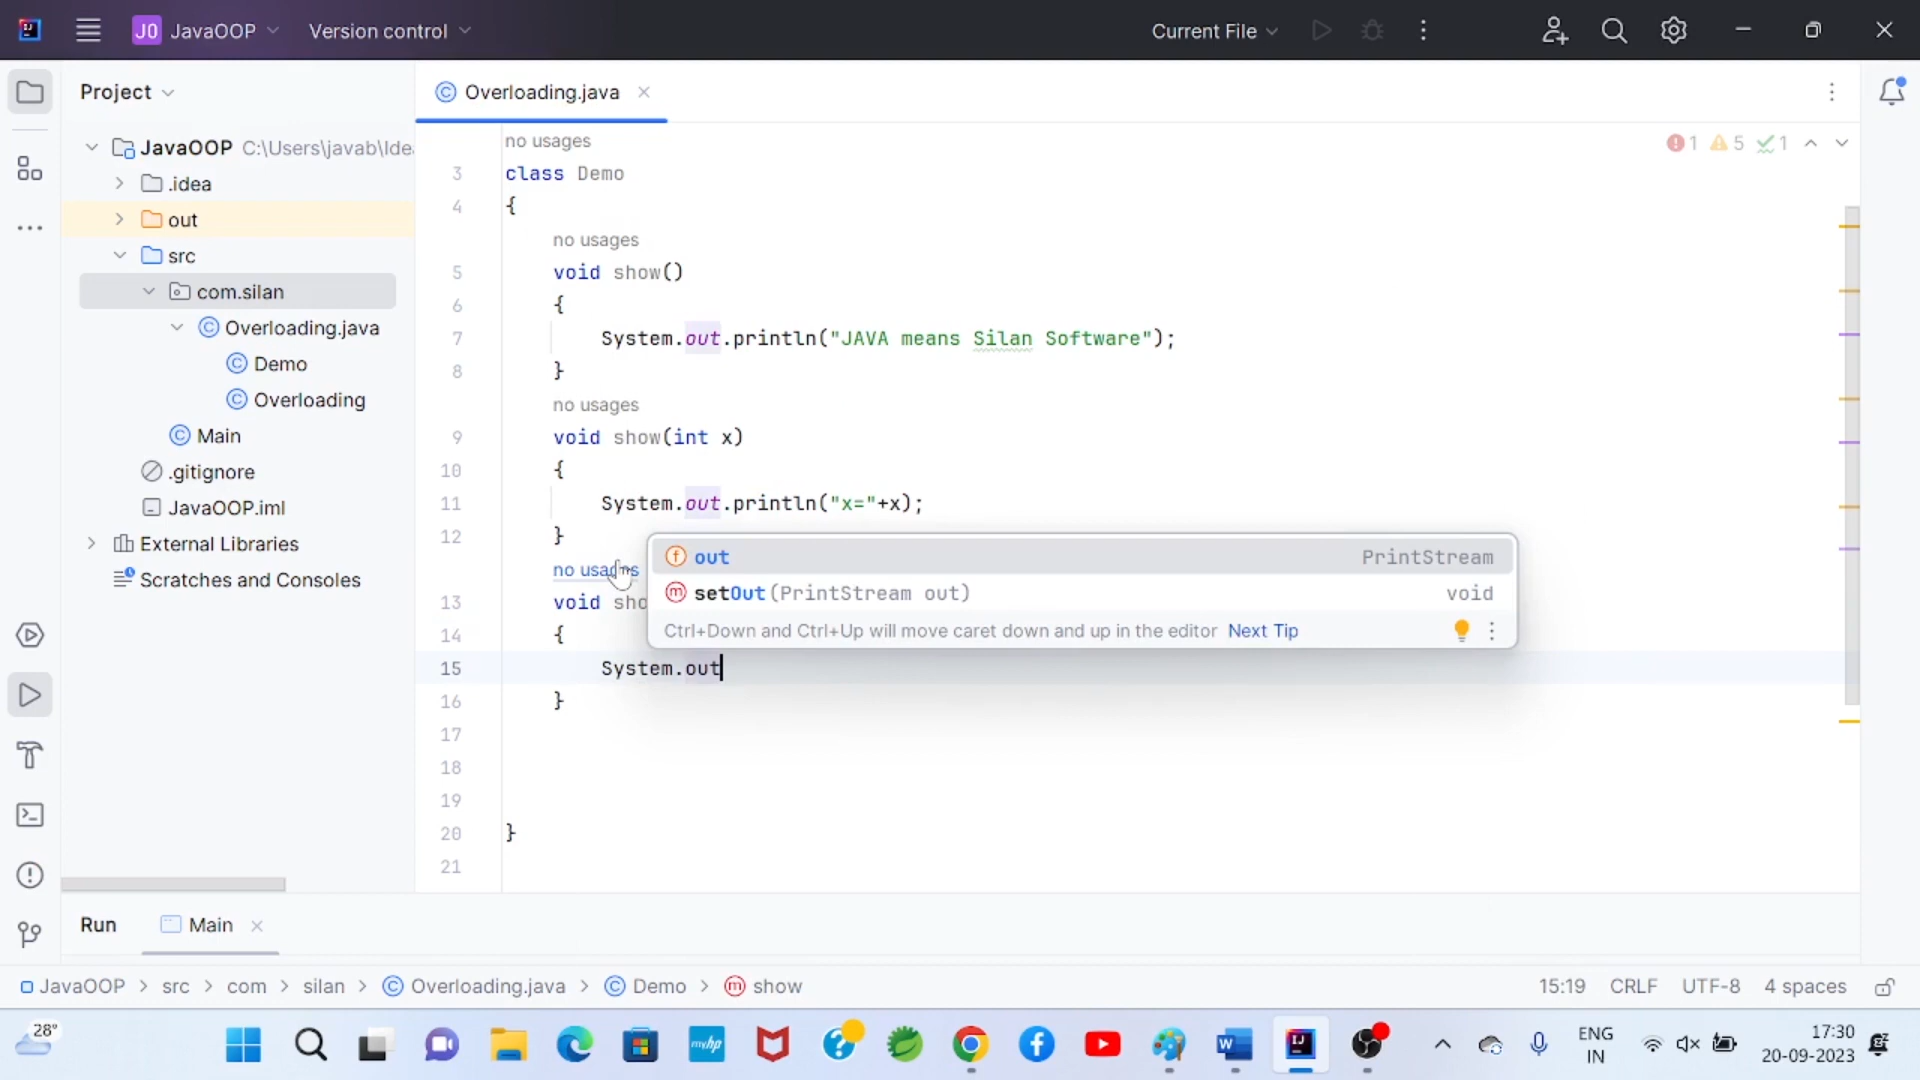 J0 JavaOOP Version control Current File
Project
Overloading.java
JavaOOP C:\Users\javab\Ide
.idea
out
src
com.silan
Overloading.java
Demo
Overloading
Main
.gitignore
JavaOOP.iml
External Libraries
Scratches and Consoles
1 5 1
no usages
3 class Demo
4 {
no usages
5 void show()
6 {
7 System.out.println("JAVA means Silan Software");
8 }
no usages
9 void show(int x)
10 {
11 System.out.println("x="+x);
12 }
no usages
13 void sho
14 {
15 System.out
16 }
17
18
19
20 }
21
out PrintStream
setOut(PrintStream out) void
Ctrl+Down and Ctrl+Up will move caret down and up in the editor Next Tip
Run Main
JavaOOP > src > com > silan > Overloading.java > Demo > show 15:19 CRLF UTF-8 4 spaces
28°
myhp
ENG
IN
17:30
20-09-2023